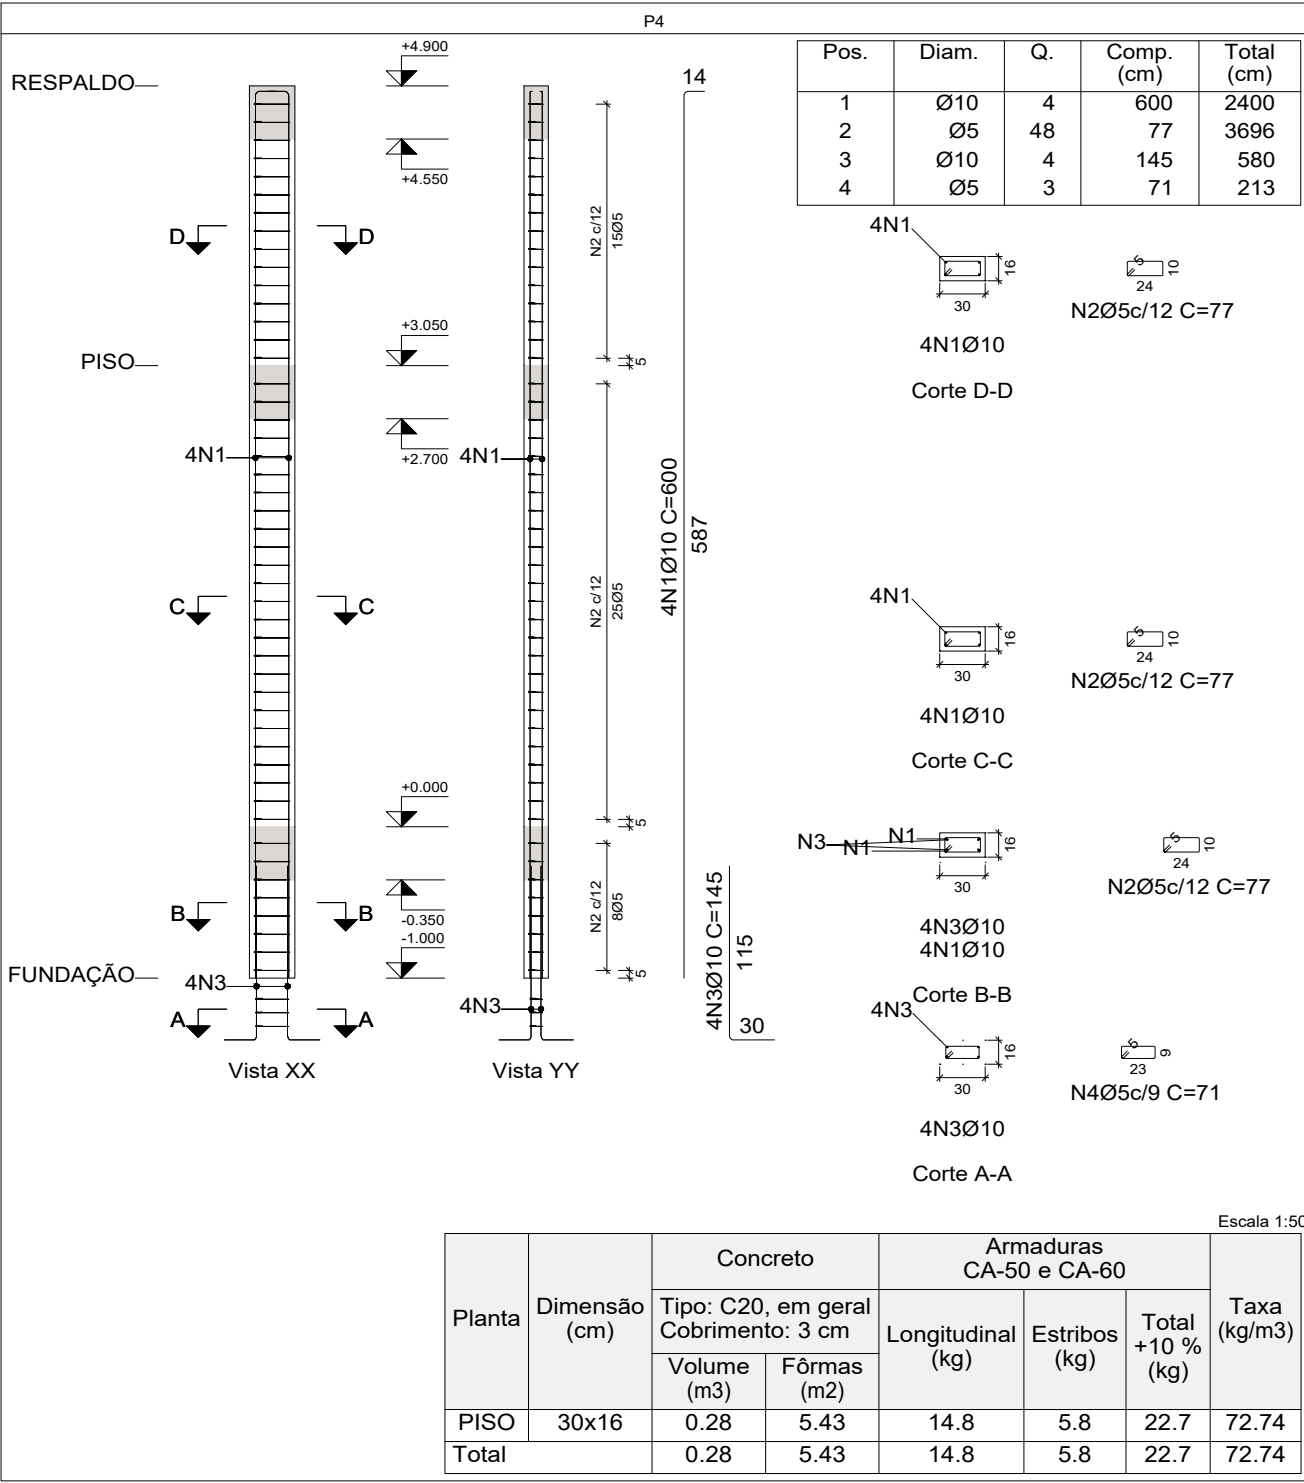 P4
RESPALDO
PISO
FUNDAÇÃO
D
D
C
C
B
B
A
A
4N1
4N3
Vista XX
+4.900
+4.550
+3.050
+2.700
+0.000
-0.350
-1.000
4N1
4N3
Vista YY
N2 c/12
15Ø5
5
N2 c/12
25Ø5
5
N2 c/12
8Ø5
5
14
4N1Ø10 C=600
587
4N3Ø10 C=145
115
30
Pos. Diam. Q. Comp. (cm) Total (cm)
1 Ø10 4 600 2400
2 Ø5 48 77 3696
3 Ø10 4 145 580
4 Ø5 3 71 213
4N1
16
30
4N1Ø10
Corte D-D
5
10
24
N2Ø5c/12 C=77
4N1
16
30
4N1Ø10
Corte C-C
5
10
24
N2Ø5c/12 C=77
N3
N1
N1
16
30
4N3Ø10
4N1Ø10
Corte B-B
5
10
24
N2Ø5c/12 C=77
4N3
16
30
4N3Ø10
Corte A-A
5
9
23
N4Ø5c/9 C=71
Escala 1:50
Planta
Dimensão
(cm)
Concreto
Tipo: C20, em geral
Cobrimento: 3 cm
Volume
(m3)
Fôrmas
(m2)
Armaduras
CA-50 e CA-60
Longitudinal
(kg)
Estribos
(kg)
Total
+10 %
(kg)
Taxa
(kg/m3)
PISO 30x16 0.28 5.43 14.8 5.8 22.7 72.74
Total 0.28 5.43 14.8 5.8 22.7 72.74